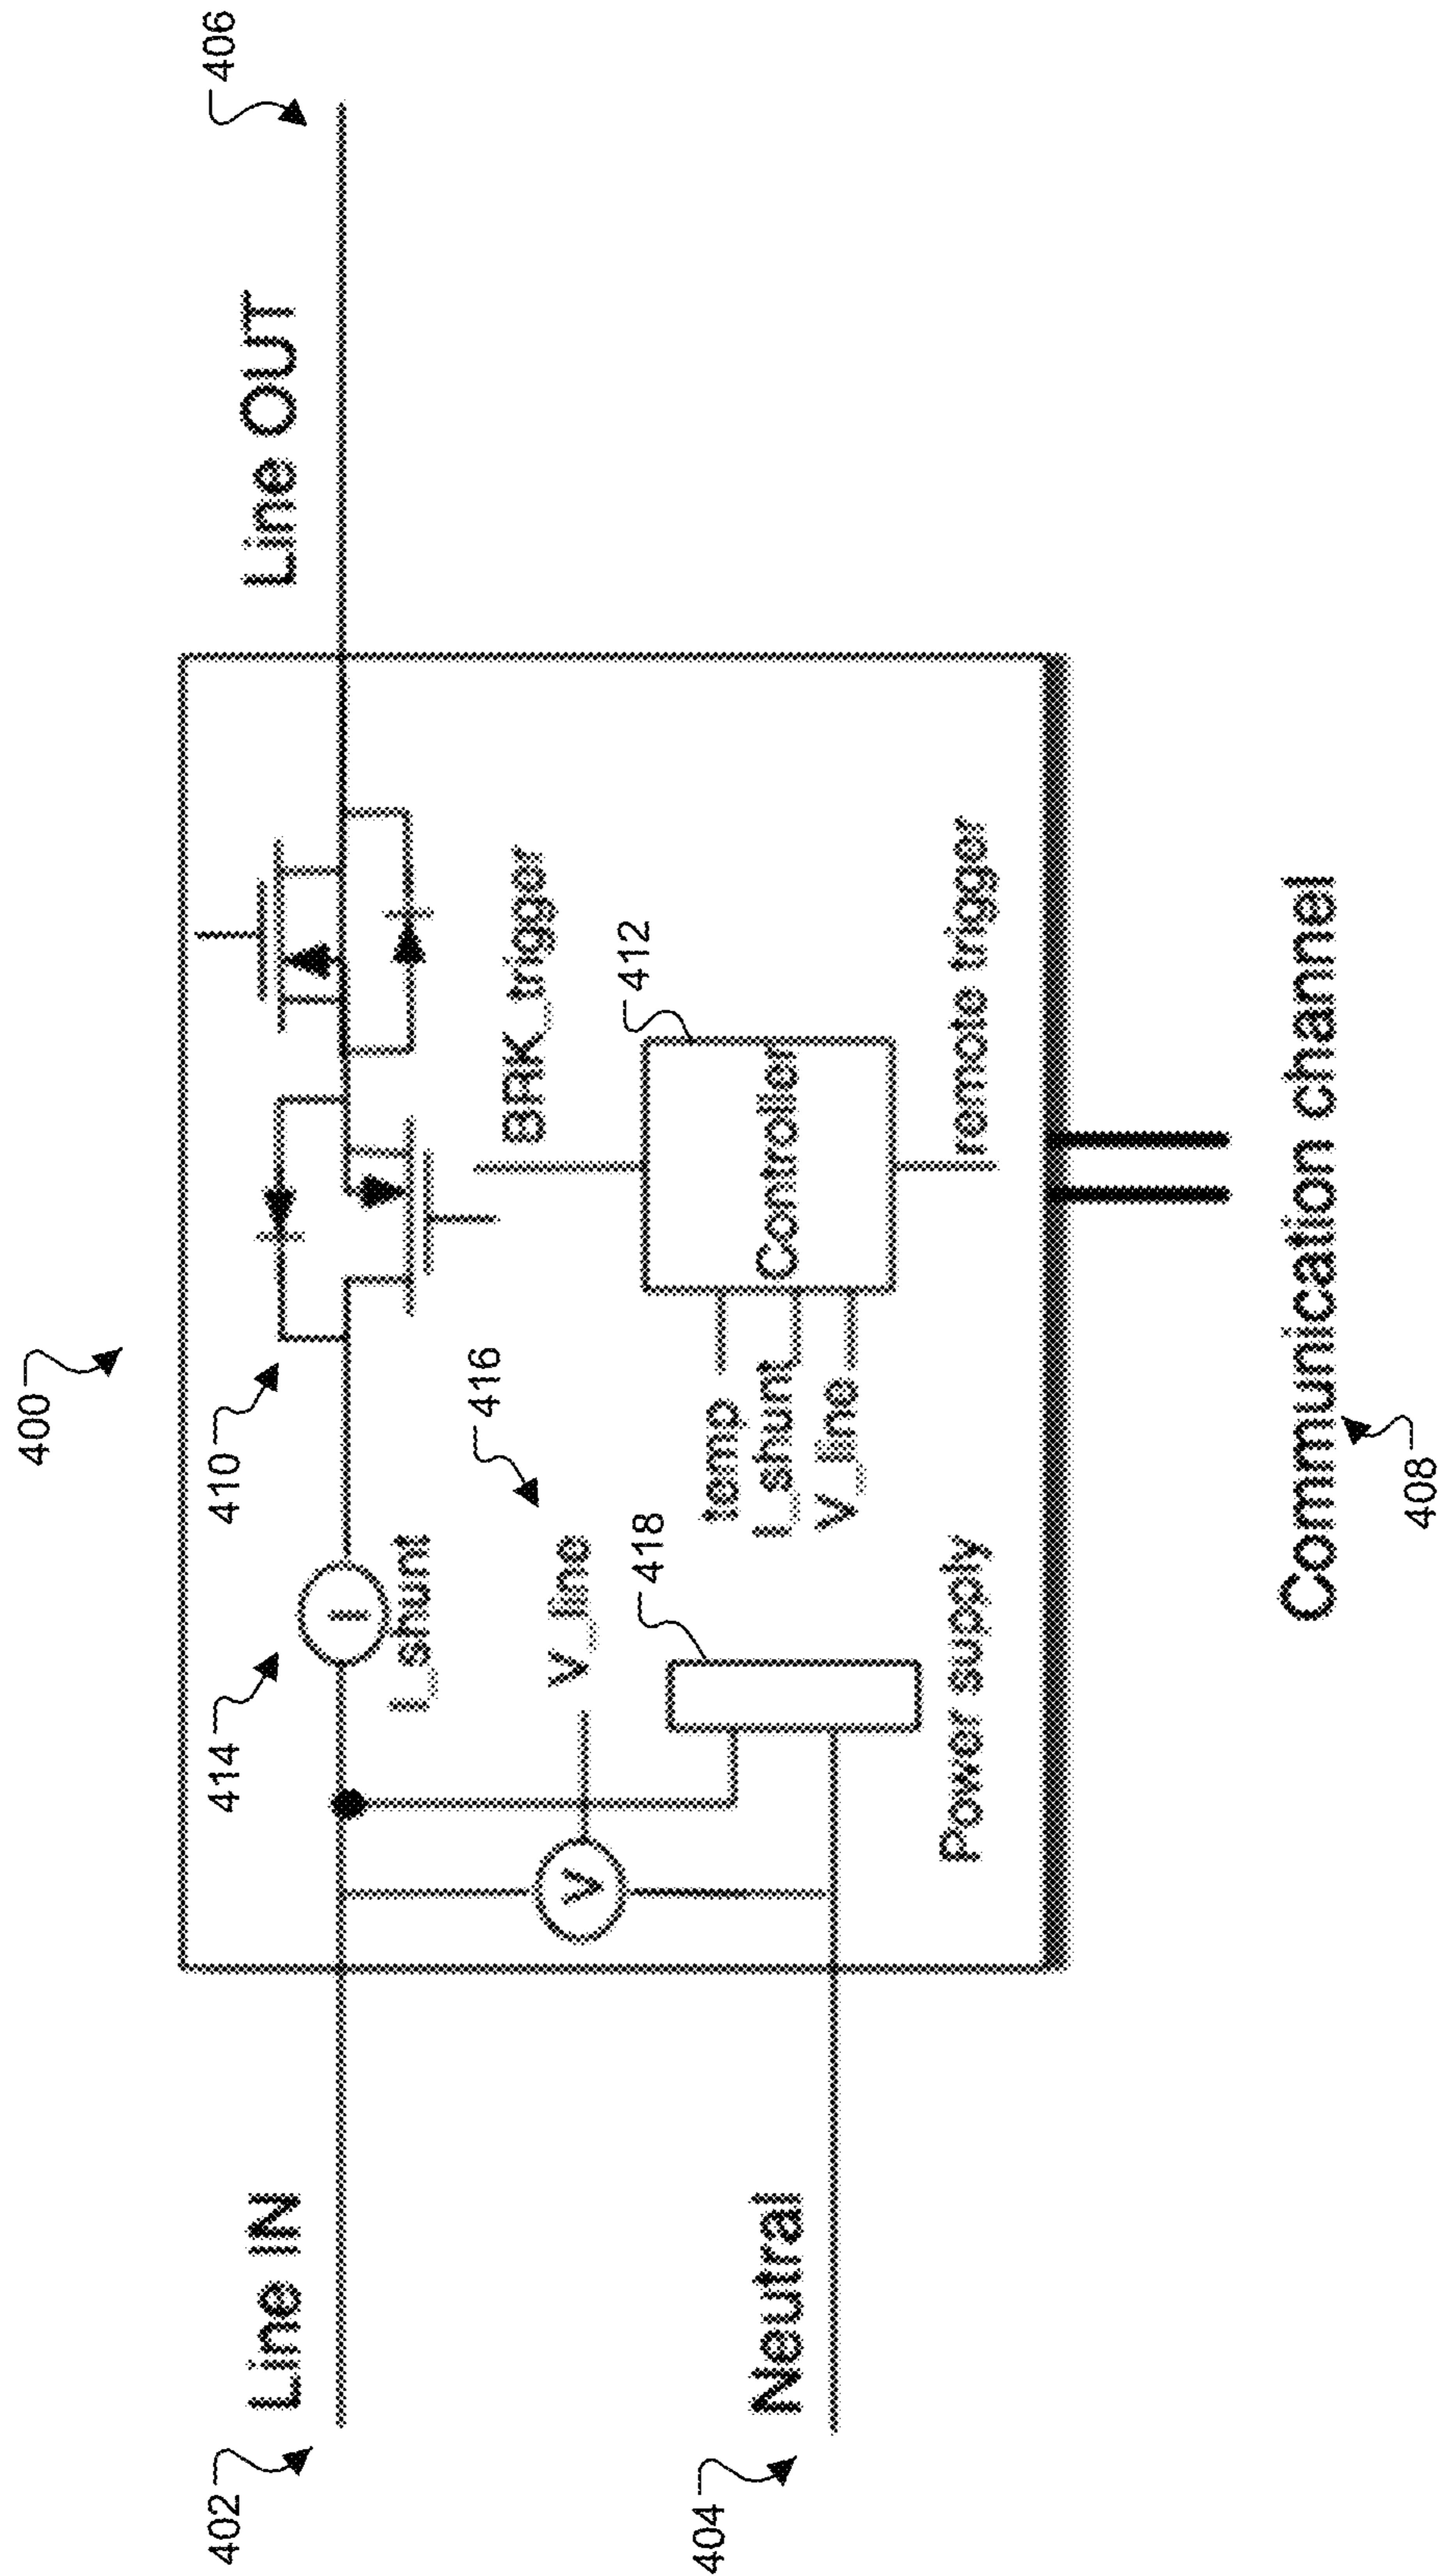 400
402
Line IN
414
I
I_shunt
410
Line OUT
406
416
V_line
V
BRK_trigger
412
404
Neutral
418
Power supply
temp
I_shunt
V_line
Controller
remote trigger
Communication channel
408